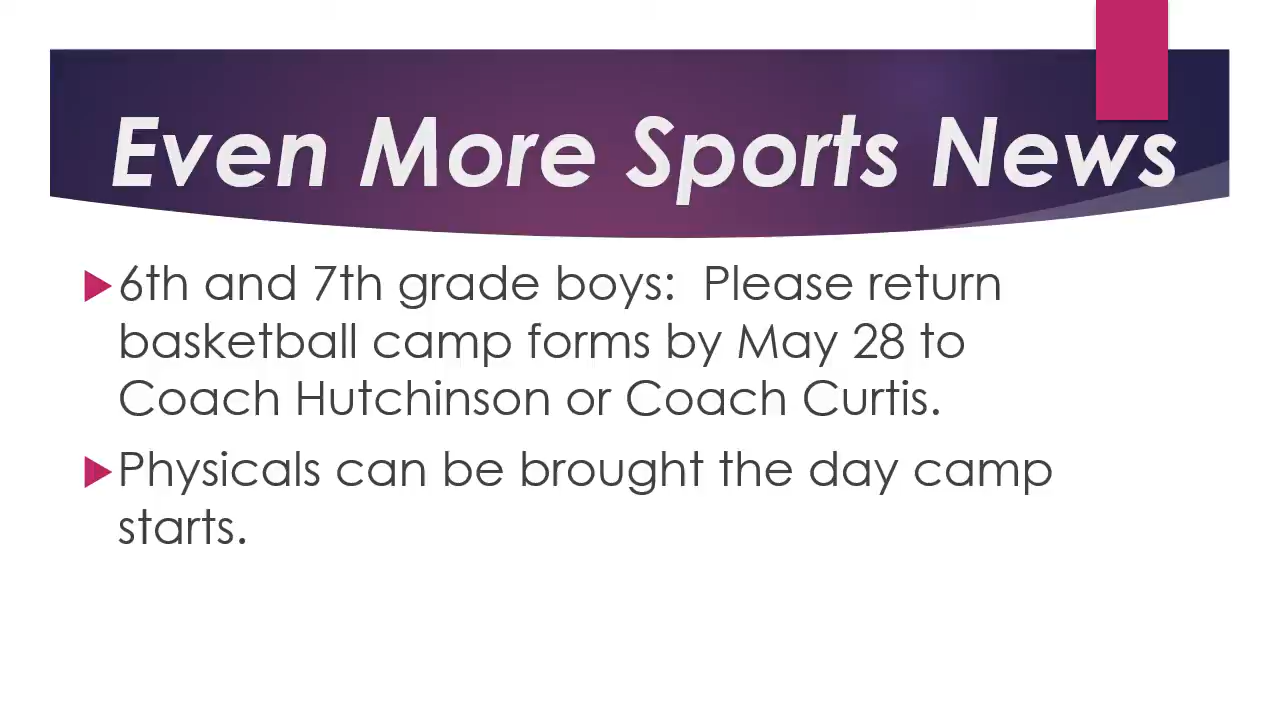 Even More Sports News
6th and 7th grade boys:  Please return
basketball camp forms by May 28 to
Coach Hutchinson or Coach Curtis.
Physicals can be brought the day camp
starts.